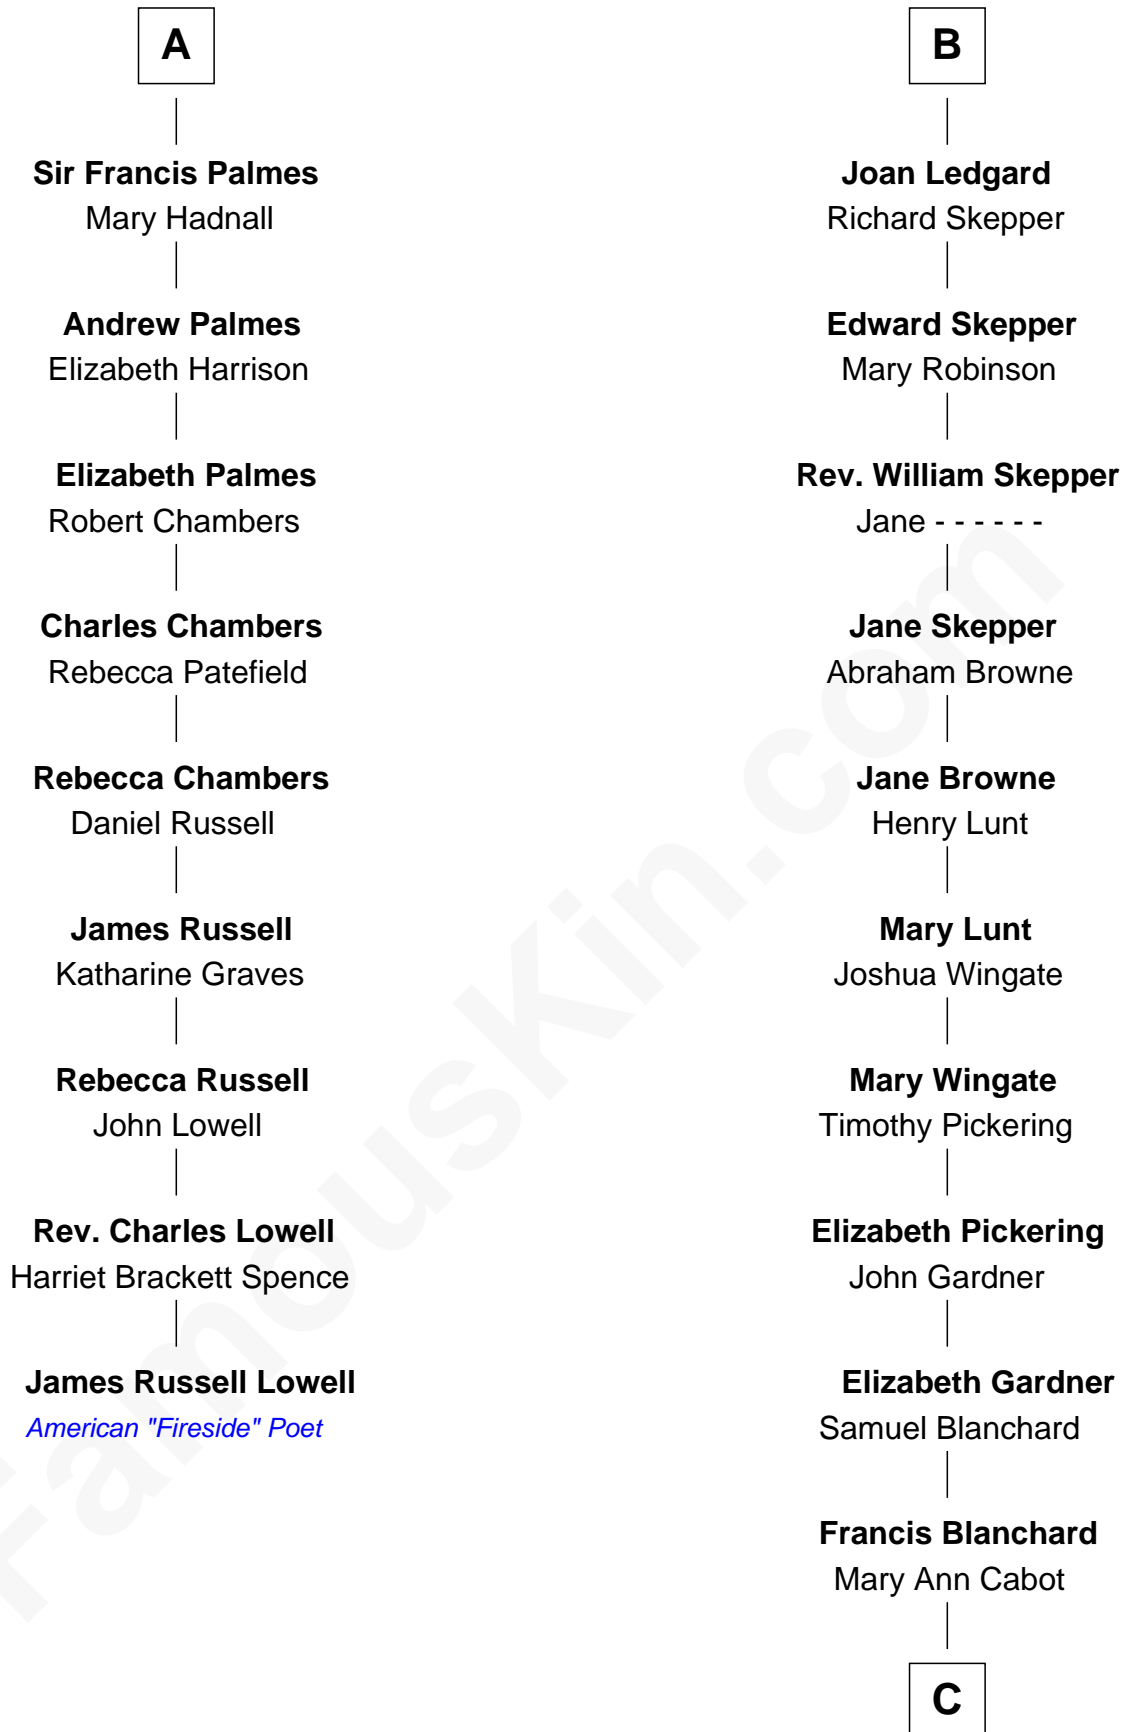 A
Sir Francis Palmes
Mary Hadnall
Andrew Palmes
Elizabeth Harrison
Elizabeth Palmes
Robert Chambers
Charles Chambers
Rebecca Patefield
Rebecca Chambers
Daniel Russell
James Russell
Katharine Graves
Rebecca Russell
John Lowell
Rev. Charles Lowell
Harriet Brackett Spence
James Russell Lowell
American "Fireside" Poet
B
Joan Ledgard
Richard Skepper
Edward Skepper
Mary Robinson
Rev. William Skepper
Jane - - - - - -
Jane Skepper
Abraham Browne
Jane Browne
Henry Lunt
Mary Lunt
Joshua Wingate
Mary Wingate
Timothy Pickering
Elizabeth Pickering
John Gardner
Elizabeth Gardner
Samuel Blanchard
Francis Blanchard
Mary Ann Cabot
C
FamousKin.com